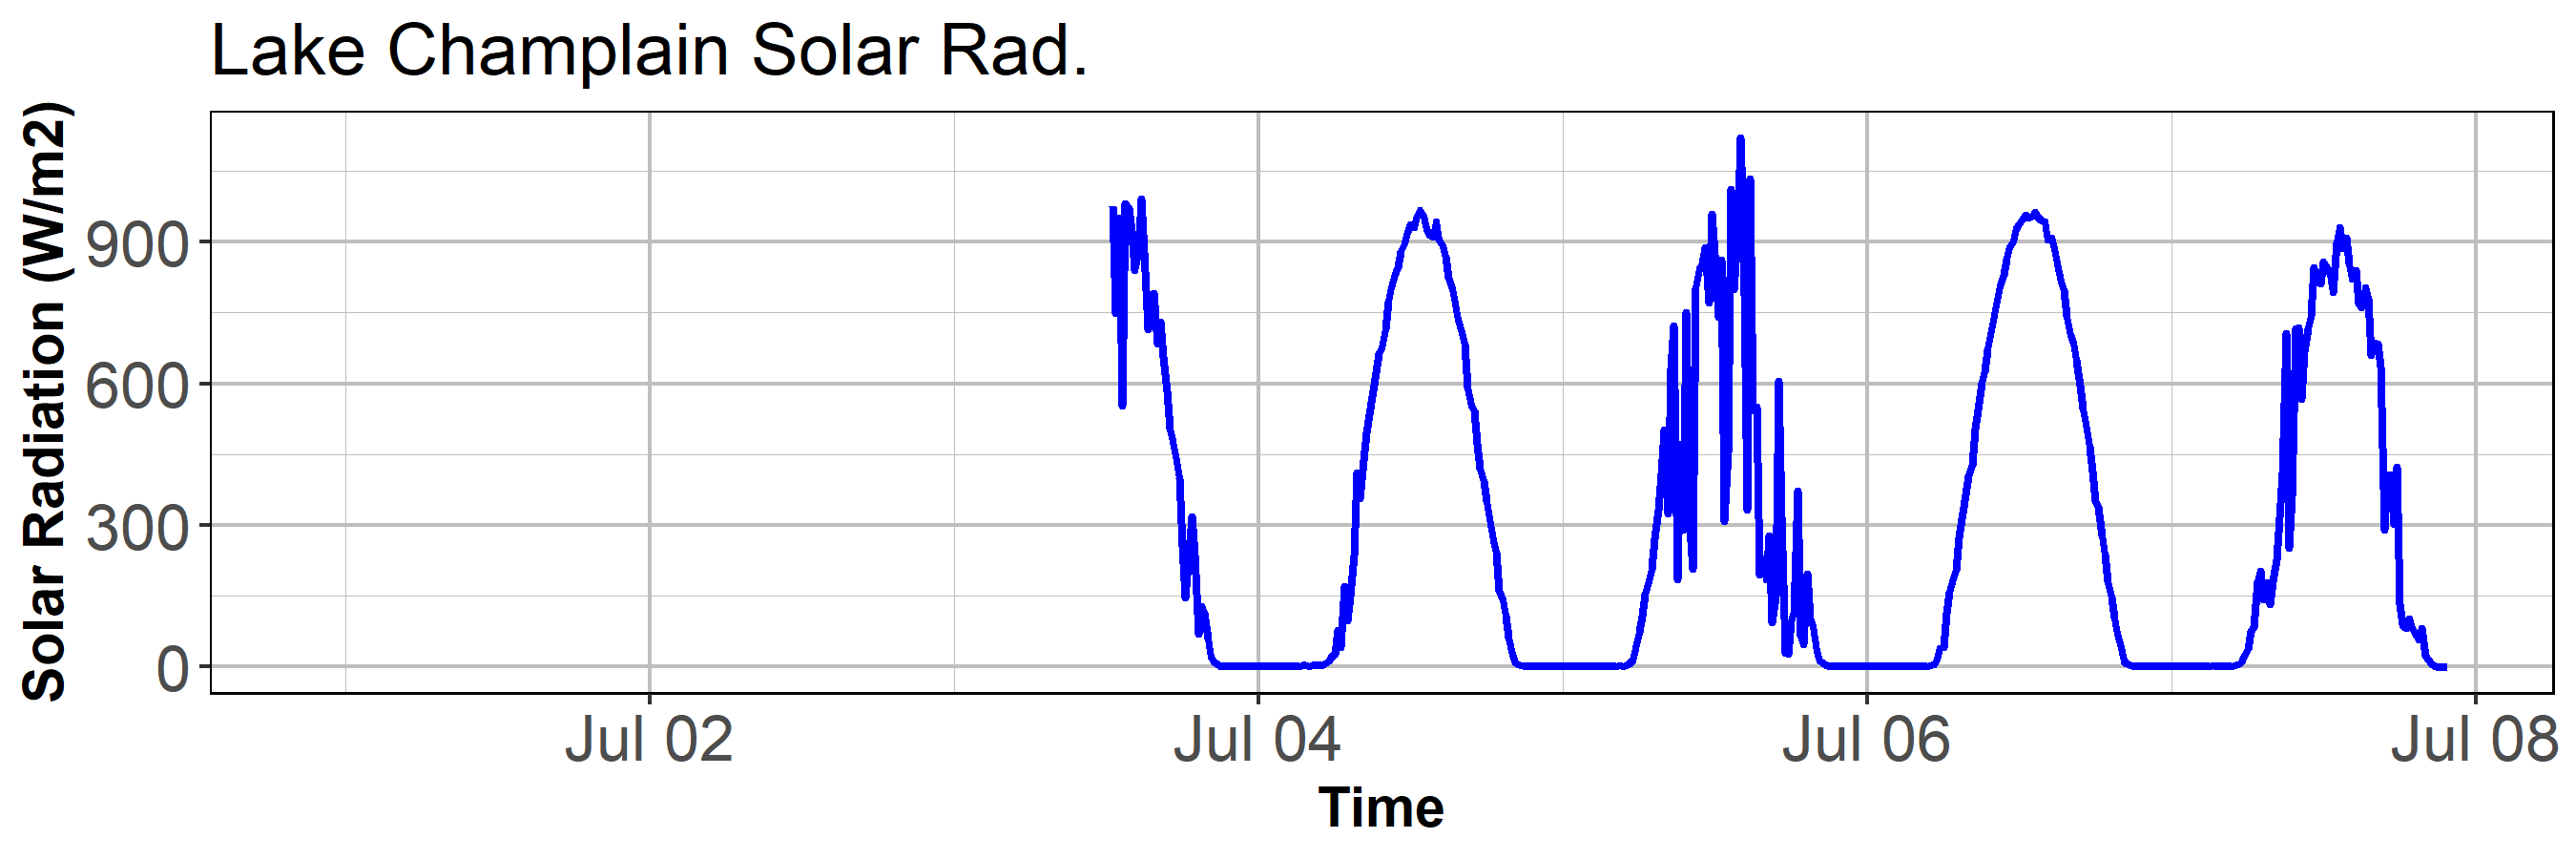 Lake Champlain Solar Rad.
Solar Radiation (W/m2)
900
600
300
0
Jul 02
Jul 04
Jul 06
Jul 08
Time